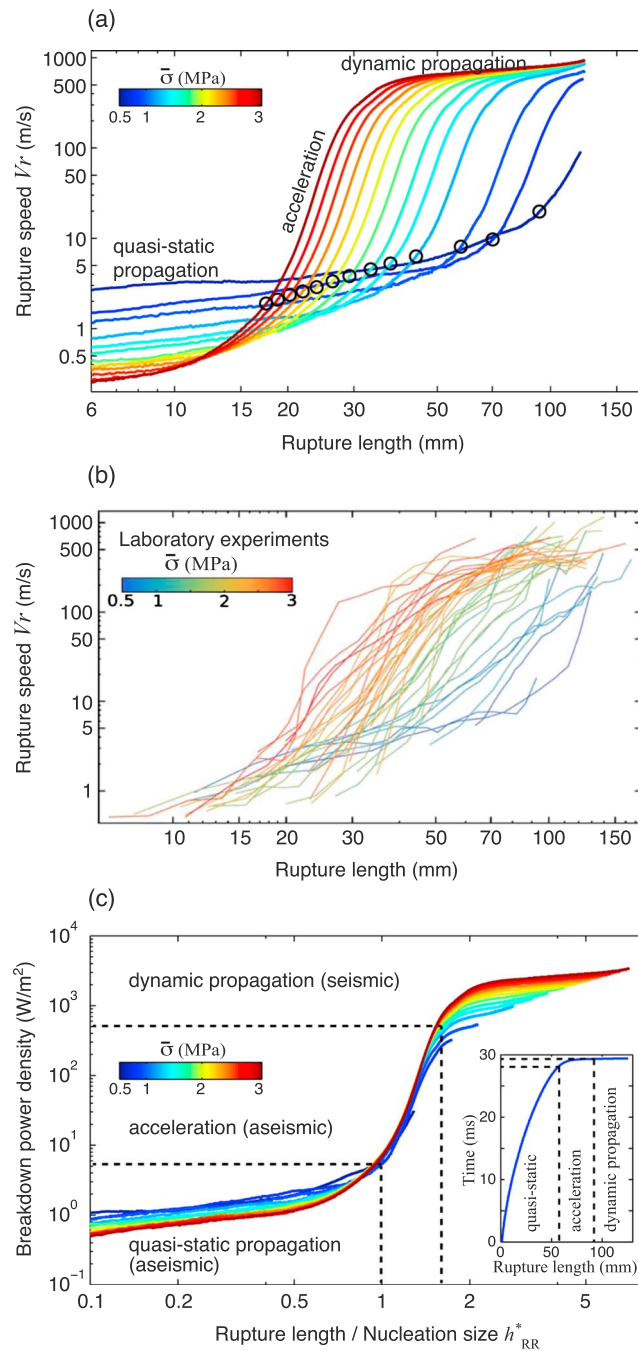 (a)
1000
500
100
50
10
5
1
0.5
Rupture speed Vr (m/s)
σ̄ (MPa)
0.5 1 2 3
dynamic propagation
acceleration
quasi-static
propagation
6 10 15 20 30 50 70 100 150
Rupture length (mm)
(b)
1000
500
100
50
10
5
1
Rupture speed Vr (m/s)
Laboratory experiments
σ̄ (MPa)
0.5 1 2 3
10 15 20 30 50 70 100 150
Rupture length (mm)
(c)
10⁴
10³
10²
10¹
10⁰
10⁻¹
Breakdown power density (W/m²)
dynamic propagation (seismic)
σ̄ (MPa)
0.5 1 2 3
acceleration (aseismic)
quasi-static propagation
(aseismic)
30
20
10
0
Time (ms)
quasi-static
acceleration
dynamic propagation
0 50 100
Rupture length (mm)
0.1 0.5 1 2 5
Rupture length / Nucleation size h*RR